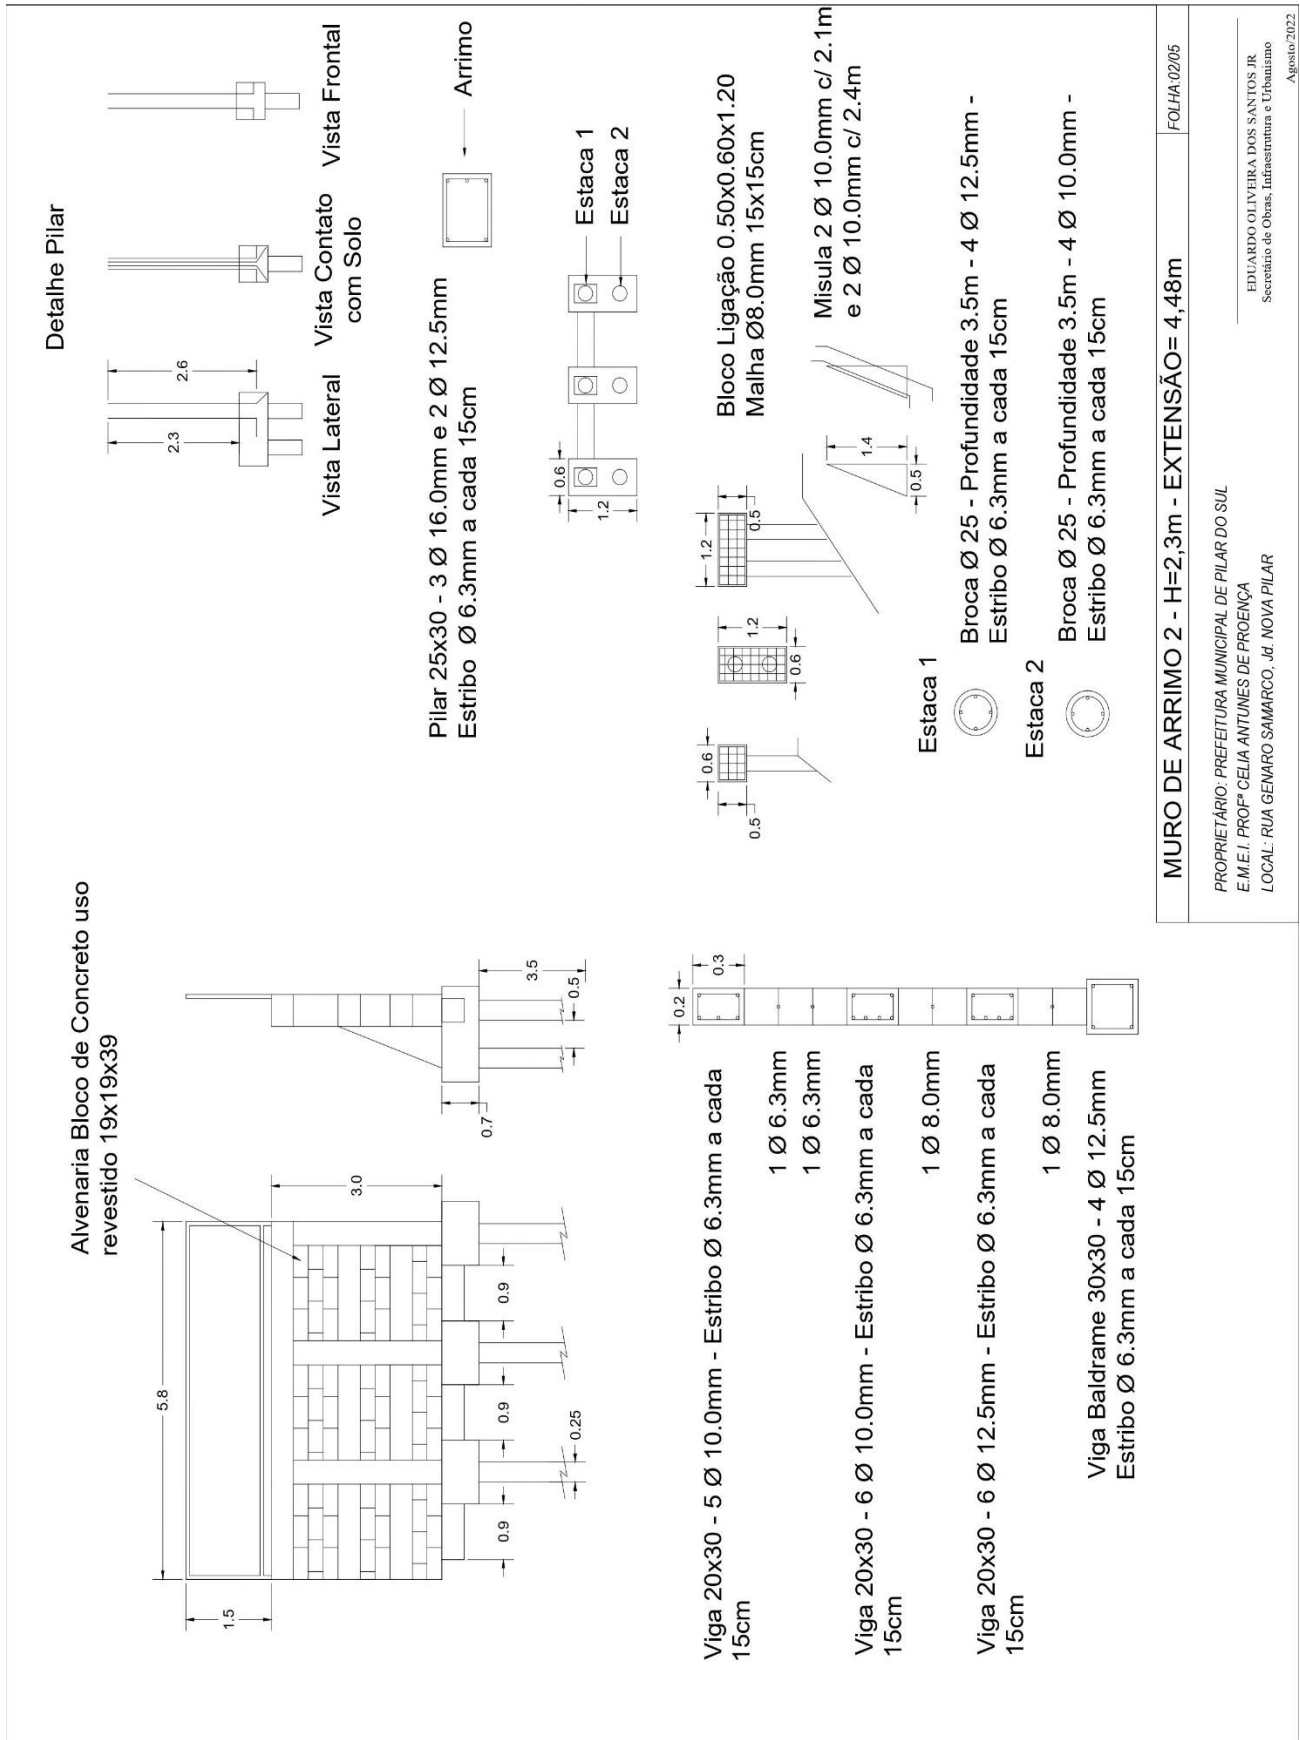 Alvenaria Bloco de Concreto uso
revestido 19x19x39
5.8
1.5
3.0
0.9
0.9
0.9
0.25
0.7
3.5
0.5
Viga 20x30 - 5 Ø 10.0mm - Estribo Ø 6.3mm a cada
15cm
1 Ø 6.3mm
1 Ø 6.3mm
Viga 20x30 - 6 Ø 10.0mm - Estribo Ø 6.3mm a cada
15cm
1 Ø 8.0mm
Viga 20x30 - 6 Ø 12.5mm - Estribo Ø 6.3mm a cada
15cm
1 Ø 8.0mm
Viga Baldrame 30x30 - 4 Ø 12.5mm
Estribo Ø 6.3mm a cada 15cm
0.2
0.3
Detalhe Pilar
2.3
2.6
Vista Lateral
Vista Contato
com Solo
Vista Frontal
Pilar 25x30 - 3 Ø 16.0mm e 2 Ø 12.5mm
Estribo Ø 6.3mm a cada 15cm
Arrimo
0.6
1.2
Estaca 1
Estaca 2
0.6
0.5
1.2
0.6
1.2
0.5
Bloco Ligação 0.50x0.60x1.20
Malha Ø8.0mm 15x15cm
1.4
0.5
Misula 2 Ø 10.0mm c/ 2.1m
e 2 Ø 10.0mm c/ 2.4m
Estaca 1
Broca Ø 25 - Profundidade 3.5m - 4 Ø 12.5mm -
Estribo Ø 6.3mm a cada 15cm
Estaca 2
Broca Ø 25 - Profundidade 3.5m - 4 Ø 10.0mm -
Estribo Ø 6.3mm a cada 15cm
MURO DE ARRIMO 2 - H=2,3m - EXTENSÃO= 4,48m
FOLHA:02/05
PROPRIETÁRIO: PREFEITURA MUNICIPAL DE PILAR DO SUL
E.M.E.I. PROFª CELIA ANTUNES DE PROENÇA
LOCAL: RUA GENARO SAMARCO, Jd. NOVA PILAR
EDUARDO OLIVEIRA DOS SANTOS JR
Secretário de Obras, Infraestrutura e Urbanismo
Agosto/2022